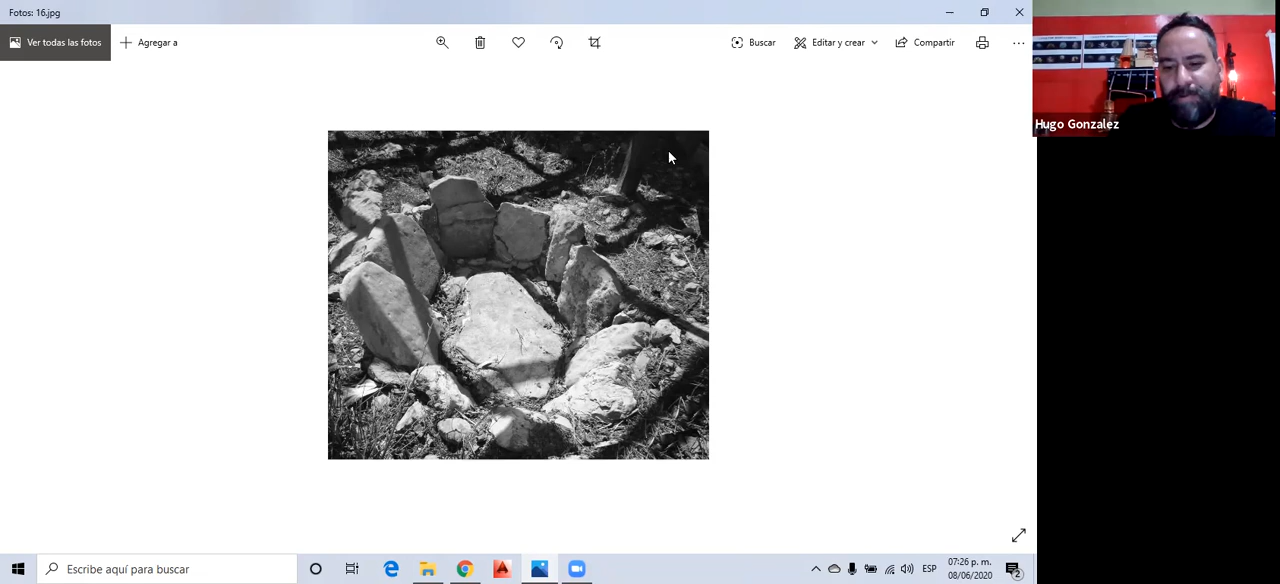 Fotos: 16.jpg
Ver todas las fotos
Agregar a
Buscar
Editar y crear
Compartir
Hugo Gonzalez
Escribe aquí para buscar
ESP
07:26 p. m.
08/06/2020
2